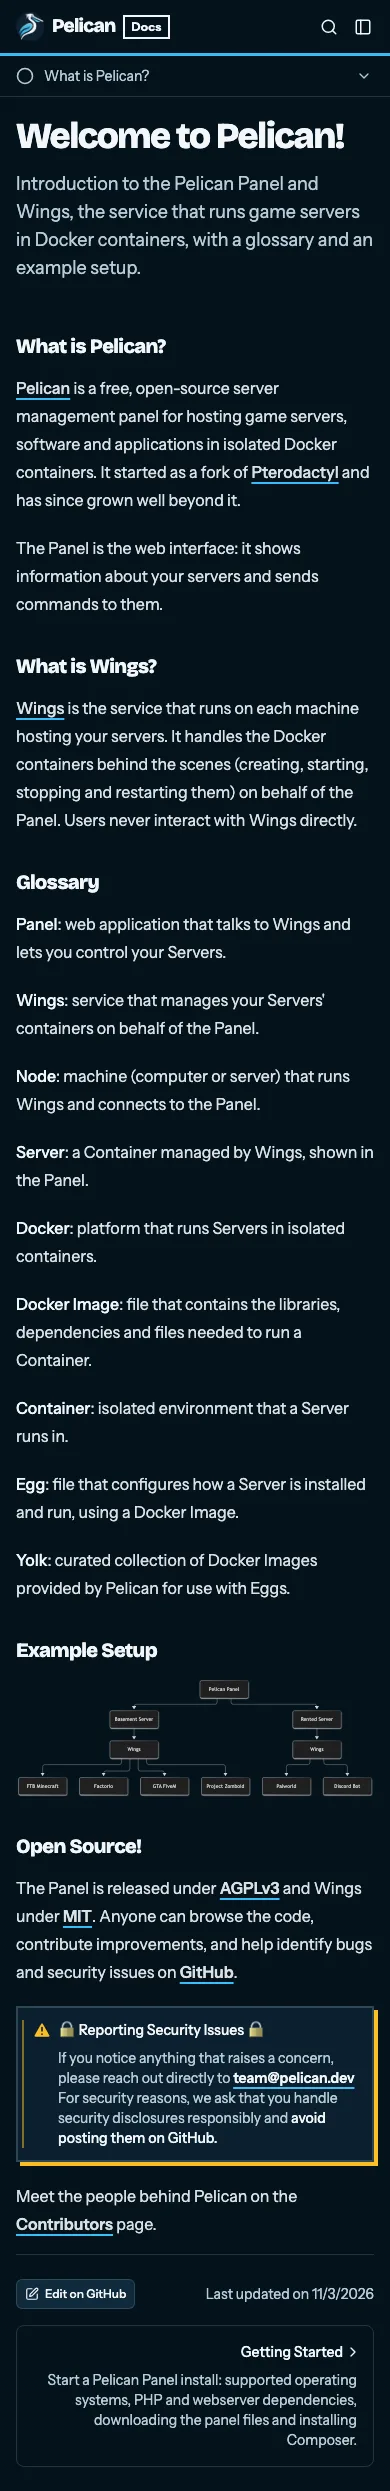 Pelican Docs
What is Pelican?
Welcome to Pelican!
Introduction to the Pelican Panel and
Wings, the service that runs game servers
in Docker containers, with a glossary and an
example setup.
What is Pelican?
Pelican is a free, open-source server
management panel for hosting game servers,
software and applications in isolated Docker
containers. It started as a fork of Pterodactyl and
has since grown well beyond it.
The Panel is the web interface: it shows
information about your servers and sends
commands to them.
What is Wings?
Wings is the service that runs on each machine
hosting your servers. It handles the Docker
containers behind the scenes (creating, starting,
stopping and restarting them) on behalf of the
Panel. Users never interact with Wings directly.
Glossary
Panel: web application that talks to Wings and
lets you control your Servers.
Wings: service that manages your Servers'
containers on behalf of the Panel.
Node: machine (computer or server) that runs
Wings and connects to the Panel.
Server: a Container managed by Wings, shown in
the Panel.
Docker: platform that runs Servers in isolated
containers.
Docker Image: file that contains the libraries,
dependencies and files needed to run a
Container.
Container: isolated environment that a Server
runs in.
Egg: file that configures how a Server is installed
and run, using a Docker Image.
Yolk: curated collection of Docker Images
provided by Pelican for use with Eggs.
Example Setup
Pelican Panel
Basement Server
Rented Server
Wings
Wings
FTB Minecraft
Factorio
GTA FiveM
Project Zomboid
Palworld
Discord Bot
Open Source!
The Panel is released under AGPLv3 and Wings
under MIT. Anyone can browse the code,
contribute improvements, and help identify bugs
and security issues on GitHub.
Reporting Security Issues
If you notice anything that raises a concern,
please reach out directly to team@pelican.dev
For security reasons, we ask that you handle
security disclosures responsibly and avoid
posting them on GitHub.
Meet the people behind Pelican on the
Contributors page.
Edit on GitHub
Last updated on 11/3/2026
Getting Started
Start a Pelican Panel install: supported operating
systems, PHP and webserver dependencies,
downloading the panel files and installing
Composer.